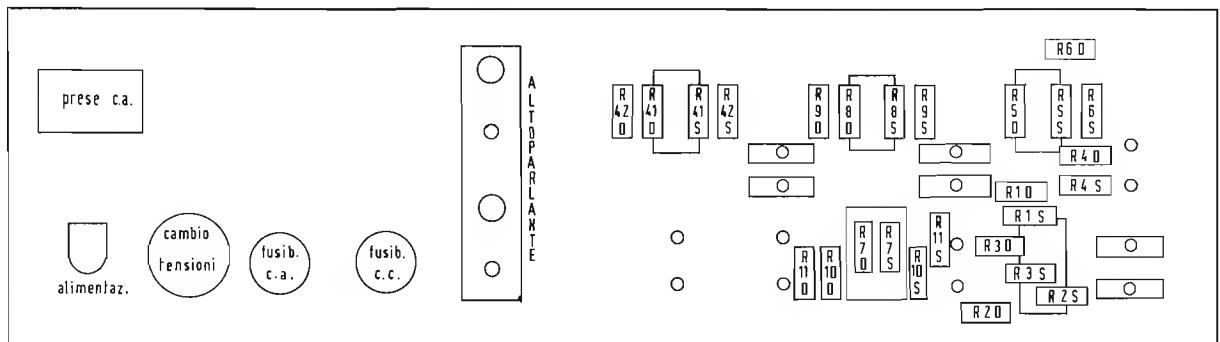 R6D
prese c.a.
ALTOPARLANTE
R42D
R41D
R41S
R42S
R9D
R8D
R8S
R9S
R5D
R5S
R6S
R4D
R4S
R1D
R1S
cambio
tensioni
fusib.
c.a.
fusib.
c.c.
alimentaz.
R11D
R10D
R7D
R7S
R10S
R11S
R3D
R3S
R2S
R2D